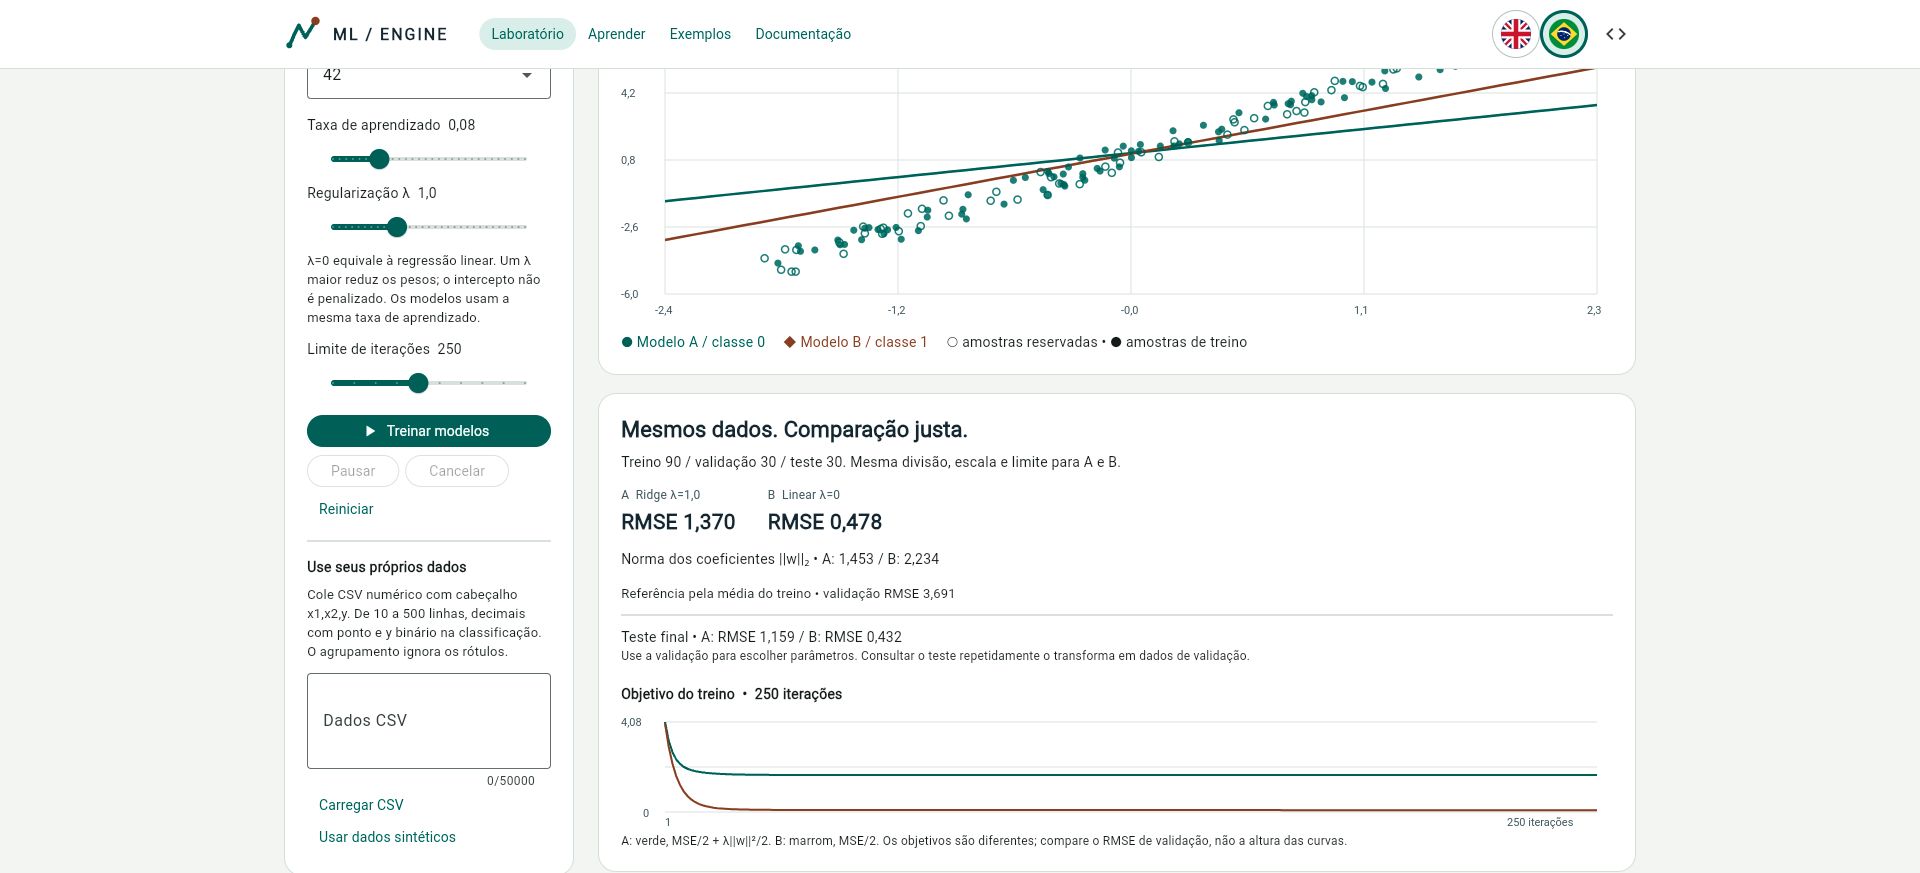 ML / ENGINE
Laboratório
Aprender
Exemplos
Documentação
42
Taxa de aprendizado 0,08
Regularização λ 1,0
λ=0 equivale à regressão linear. Um λ
maior reduz os pesos; o intercepto não
é penalizado. Os modelos usam a
mesma taxa de aprendizado.
Limite de iterações 250
Treinar modelos
Pausar
Cancelar
Reiniciar
Use seus próprios dados
Cole CSV numérico com cabeçalho
x1,x2,y. De 10 a 500 linhas, decimais
com ponto e y binário na classificação.
O agrupamento ignora os rótulos.
Dados CSV
0/50000
Carregar CSV
Usar dados sintéticos
4,2
0,8
-2,6
-6,0
-2,4
-1,2
-0,0
1,1
2,3
Modelo A / classe 0
Modelo B / classe 1
amostras reservadas • ● amostras de treino
Mesmos dados. Comparação justa.
Treino 90 / validação 30 / teste 30. Mesma divisão, escala e limite para A e B.
A Ridge λ=1,0
RMSE 1,370
B Linear λ=0
RMSE 0,478
Norma dos coeficientes ||w||₂ • A: 1,453 / B: 2,234
Referência pela média do treino • validação RMSE 3,691
Teste final • A: RMSE 1,159 / B: RMSE 0,432
Use a validação para escolher parâmetros. Consultar o teste repetidamente o transforma em dados de validação.
Objetivo do treino • 250 iterações
4,08
0
1
250 iterações
A: verde, MSE/2 + λ||w||²/2. B: marrom, MSE/2. Os objetivos são diferentes; compare o RMSE de validação, não a altura das curvas.